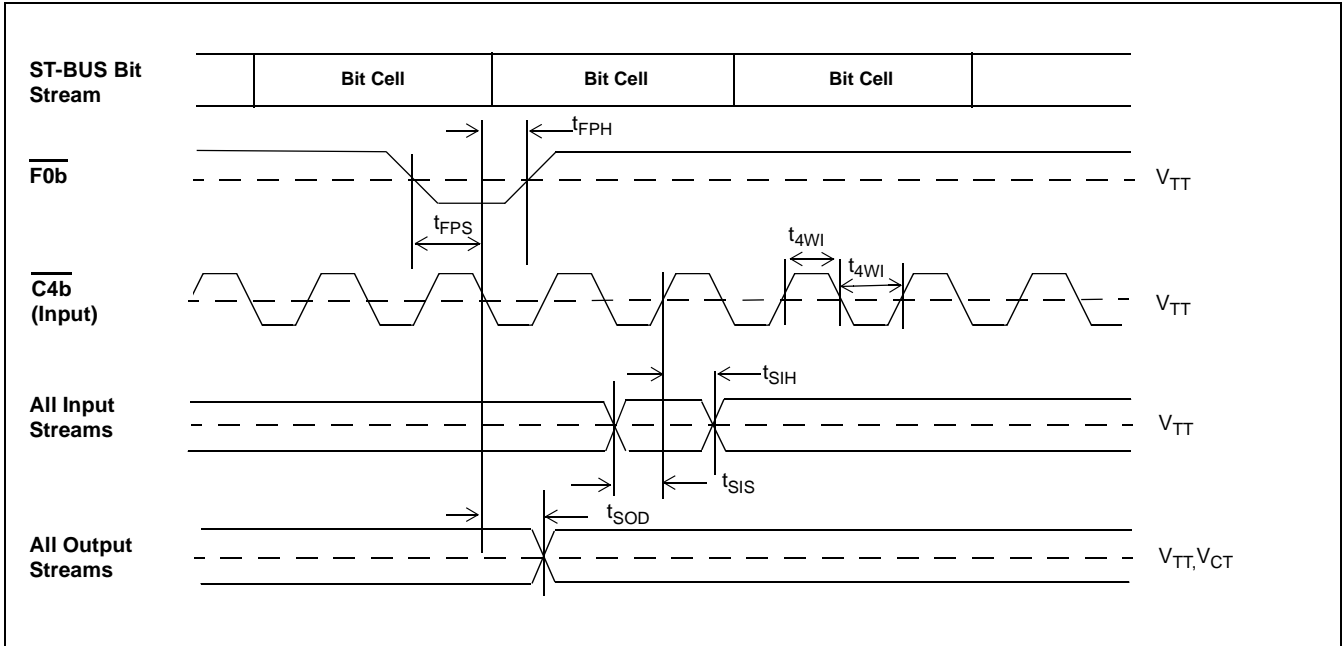 ST-BUS Bit
Stream
Bit Cell
Bit Cell
Bit Cell
tFPH
F0b
VTT
tFPS
t4WI
t4WI
C4b
(Input)
VTT
tSIH
All Input
Streams
VTT
tSIS
tSOD
All Output
Streams
VTT,VCT